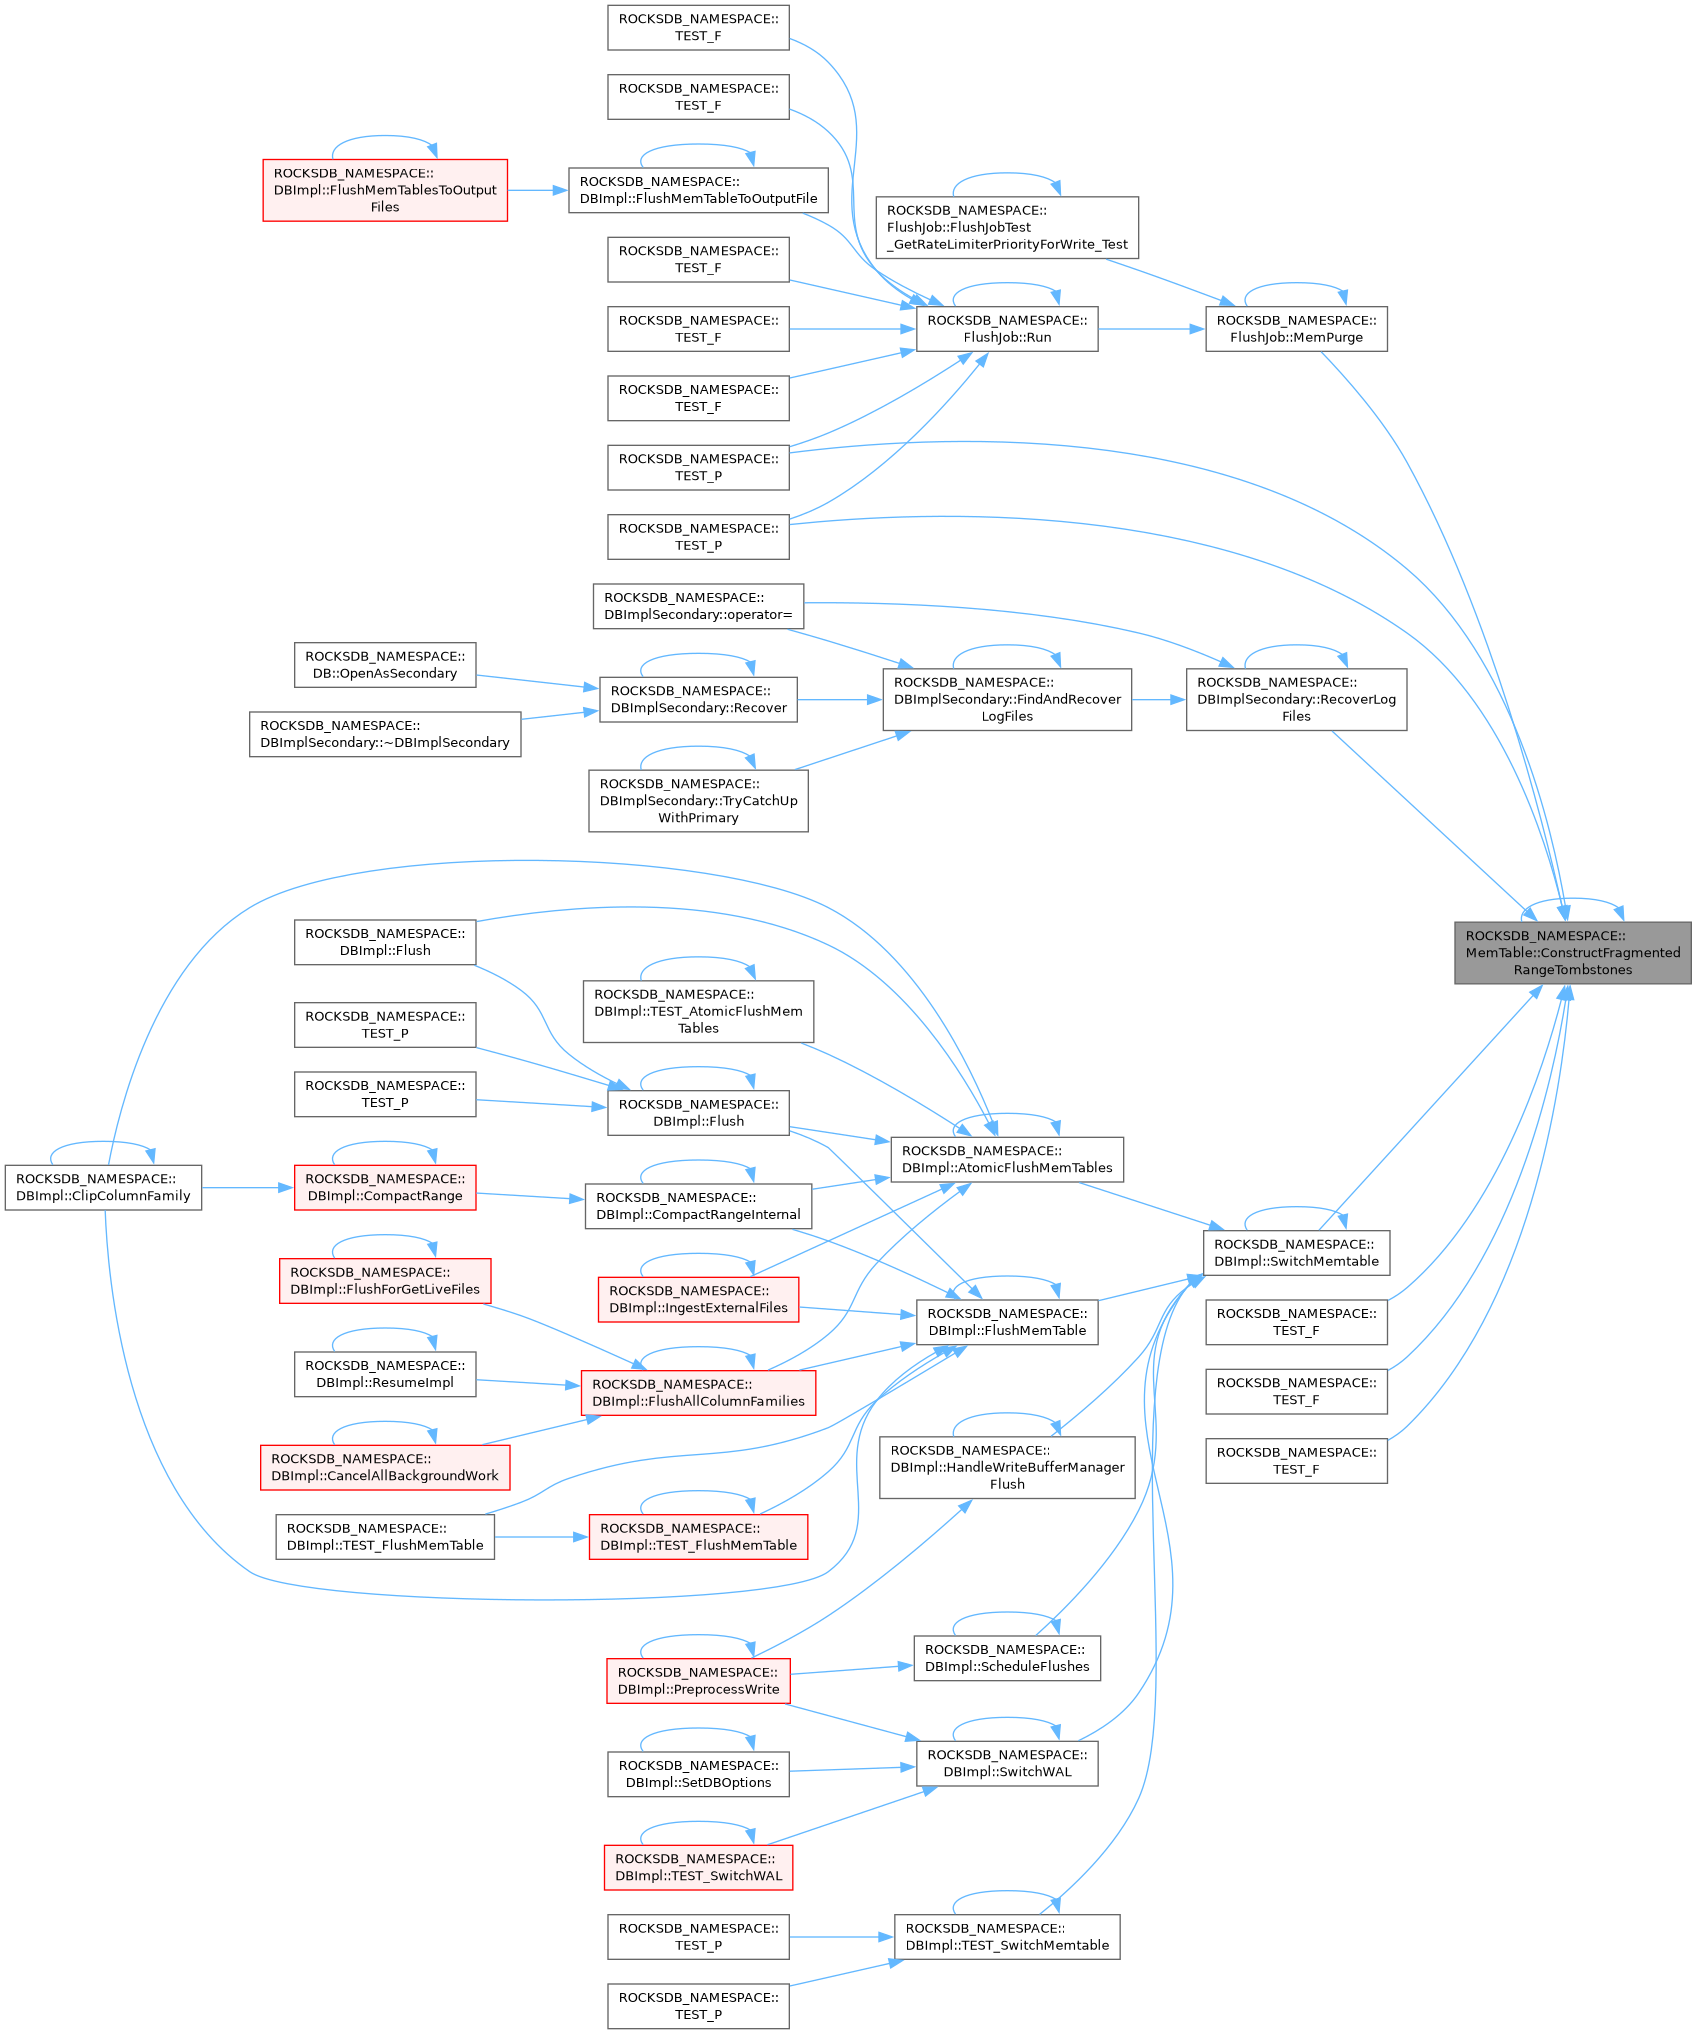 ROCKSDB_NAMESPACE::
TEST_F
ROCKSDB_NAMESPACE::
TEST_F
ROCKSDB_NAMESPACE::
DBImpl::FlushMemTablesToOutput
Files
ROCKSDB_NAMESPACE::
DBImpl::FlushMemTableToOutputFile
ROCKSDB_NAMESPACE::
FlushJob::FlushJobTest
_GetRateLimiterPriorityForWrite_Test
ROCKSDB_NAMESPACE::
TEST_F
ROCKSDB_NAMESPACE::
TEST_F
ROCKSDB_NAMESPACE::
FlushJob::Run
ROCKSDB_NAMESPACE::
FlushJob::MemPurge
ROCKSDB_NAMESPACE::
TEST_F
ROCKSDB_NAMESPACE::
TEST_P
ROCKSDB_NAMESPACE::
TEST_P
ROCKSDB_NAMESPACE::
DBImplSecondary::operator=
ROCKSDB_NAMESPACE::
DB::OpenAsSecondary
ROCKSDB_NAMESPACE::
DBImplSecondary::Recover
ROCKSDB_NAMESPACE::
DBImplSecondary::FindAndRecover
LogFiles
ROCKSDB_NAMESPACE::
DBImplSecondary::RecoverLog
Files
ROCKSDB_NAMESPACE::
DBImplSecondary::~DBImplSecondary
ROCKSDB_NAMESPACE::
DBImplSecondary::TryCatchUp
WithPrimary
ROCKSDB_NAMESPACE::
DBImpl::Flush
ROCKSDB_NAMESPACE::
MemTable::ConstructFragmented
RangeTombstones
ROCKSDB_NAMESPACE::
DBImpl::TEST_AtomicFlushMem
Tables
ROCKSDB_NAMESPACE::
TEST_P
ROCKSDB_NAMESPACE::
TEST_P
ROCKSDB_NAMESPACE::
DBImpl::Flush
ROCKSDB_NAMESPACE::
DBImpl::AtomicFlushMemTables
ROCKSDB_NAMESPACE::
DBImpl::ClipColumnFamily
ROCKSDB_NAMESPACE::
DBImpl::CompactRange
ROCKSDB_NAMESPACE::
DBImpl::CompactRangeInternal
ROCKSDB_NAMESPACE::
DBImpl::SwitchMemtable
ROCKSDB_NAMESPACE::
DBImpl::FlushForGetLiveFiles
ROCKSDB_NAMESPACE::
DBImpl::IngestExternalFiles
ROCKSDB_NAMESPACE::
DBImpl::FlushMemTable
ROCKSDB_NAMESPACE::
TEST_F
ROCKSDB_NAMESPACE::
DBImpl::ResumeImpl
ROCKSDB_NAMESPACE::
DBImpl::FlushAllColumnFamilies
ROCKSDB_NAMESPACE::
TEST_F
ROCKSDB_NAMESPACE::
DBImpl::CancelAllBackgroundWork
ROCKSDB_NAMESPACE::
DBImpl::HandleWriteBufferManager
Flush
ROCKSDB_NAMESPACE::
TEST_F
ROCKSDB_NAMESPACE::
DBImpl::TEST_FlushMemTable
ROCKSDB_NAMESPACE::
DBImpl::TEST_FlushMemTable
ROCKSDB_NAMESPACE::
DBImpl::PreprocessWrite
ROCKSDB_NAMESPACE::
DBImpl::ScheduleFlushes
ROCKSDB_NAMESPACE::
DBImpl::SetDBOptions
ROCKSDB_NAMESPACE::
DBImpl::SwitchWAL
ROCKSDB_NAMESPACE::
DBImpl::TEST_SwitchWAL
ROCKSDB_NAMESPACE::
TEST_P
ROCKSDB_NAMESPACE::
DBImpl::TEST_SwitchMemtable
ROCKSDB_NAMESPACE::
TEST_P